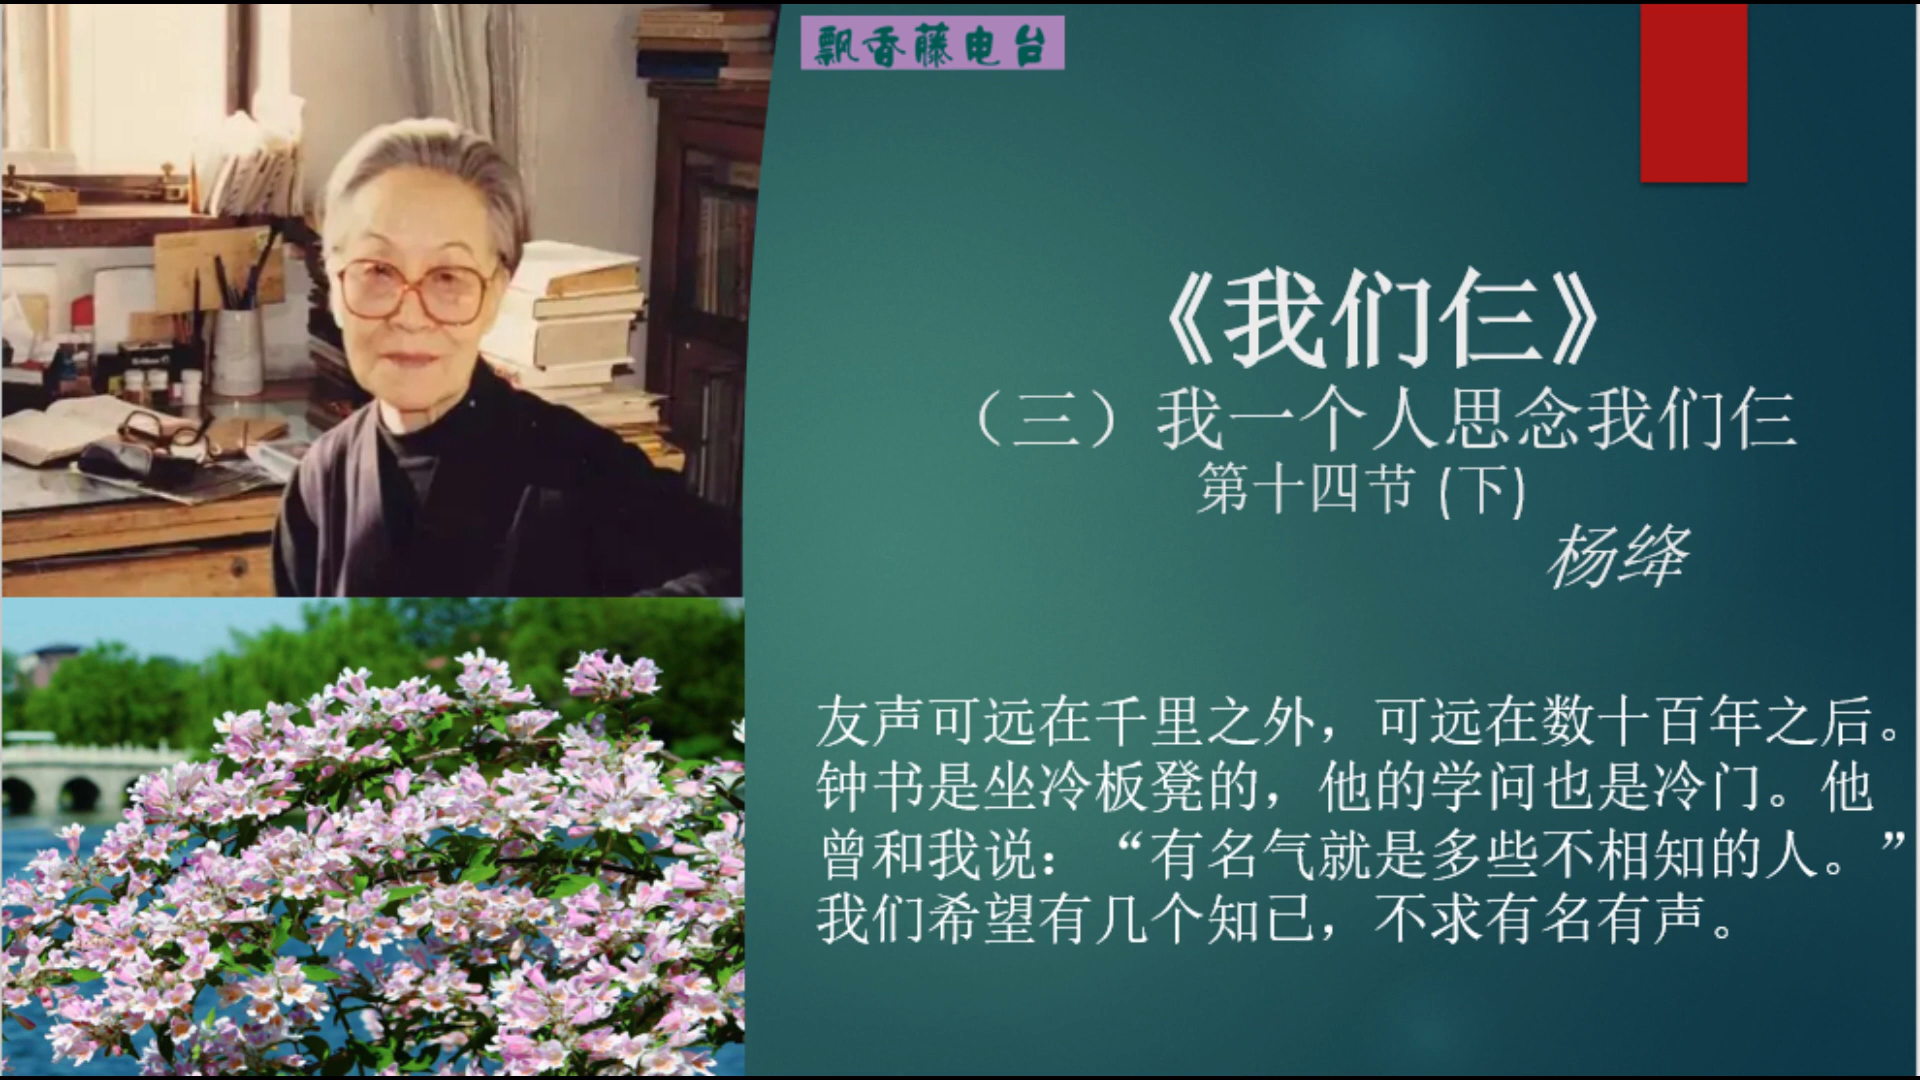 飘香藤电台
《我们仨》
（三）我一个人思念我们仨
第十四节 (下)
杨绛
友声可远在千里之外，可远在数十百年之后。
钟书是坐冷板凳的，他的学问也是冷门。他
曾和我说：“有名气就是多些不相知的人。”
我们希望有几个知己，不求有名有声。